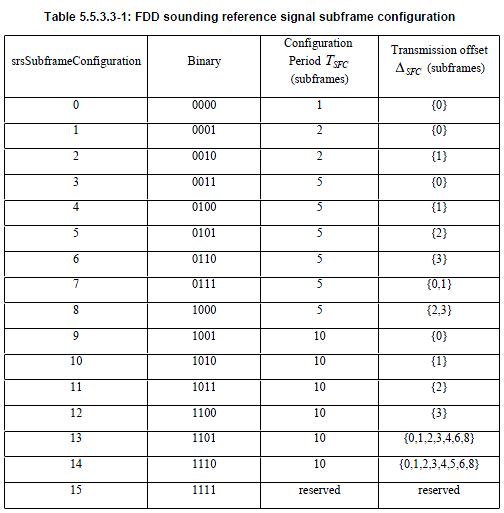 Table 5.5.3.3-1: FDD sounding reference signal subframe configuration
srsSubframeConfiguration Binary Configuration Period T_SFC (subframes) Transmission offset Δ_SFC (subframes)
0 0000 1 {0}
1 0001 2 {0}
2 0010 2 {1}
3 0011 5 {0}
4 0100 5 {1}
5 0101 5 {2}
6 0110 5 {3}
7 0111 5 {0,1}
8 1000 5 {2,3}
9 1001 10 {0}
10 1010 10 {1}
11 1011 10 {2}
12 1100 10 {3}
13 1101 10 {0,1,2,3,4,6,8}
14 1110 10 {0,1,2,3,4,5,6,8}
15 1111 reserved reserved